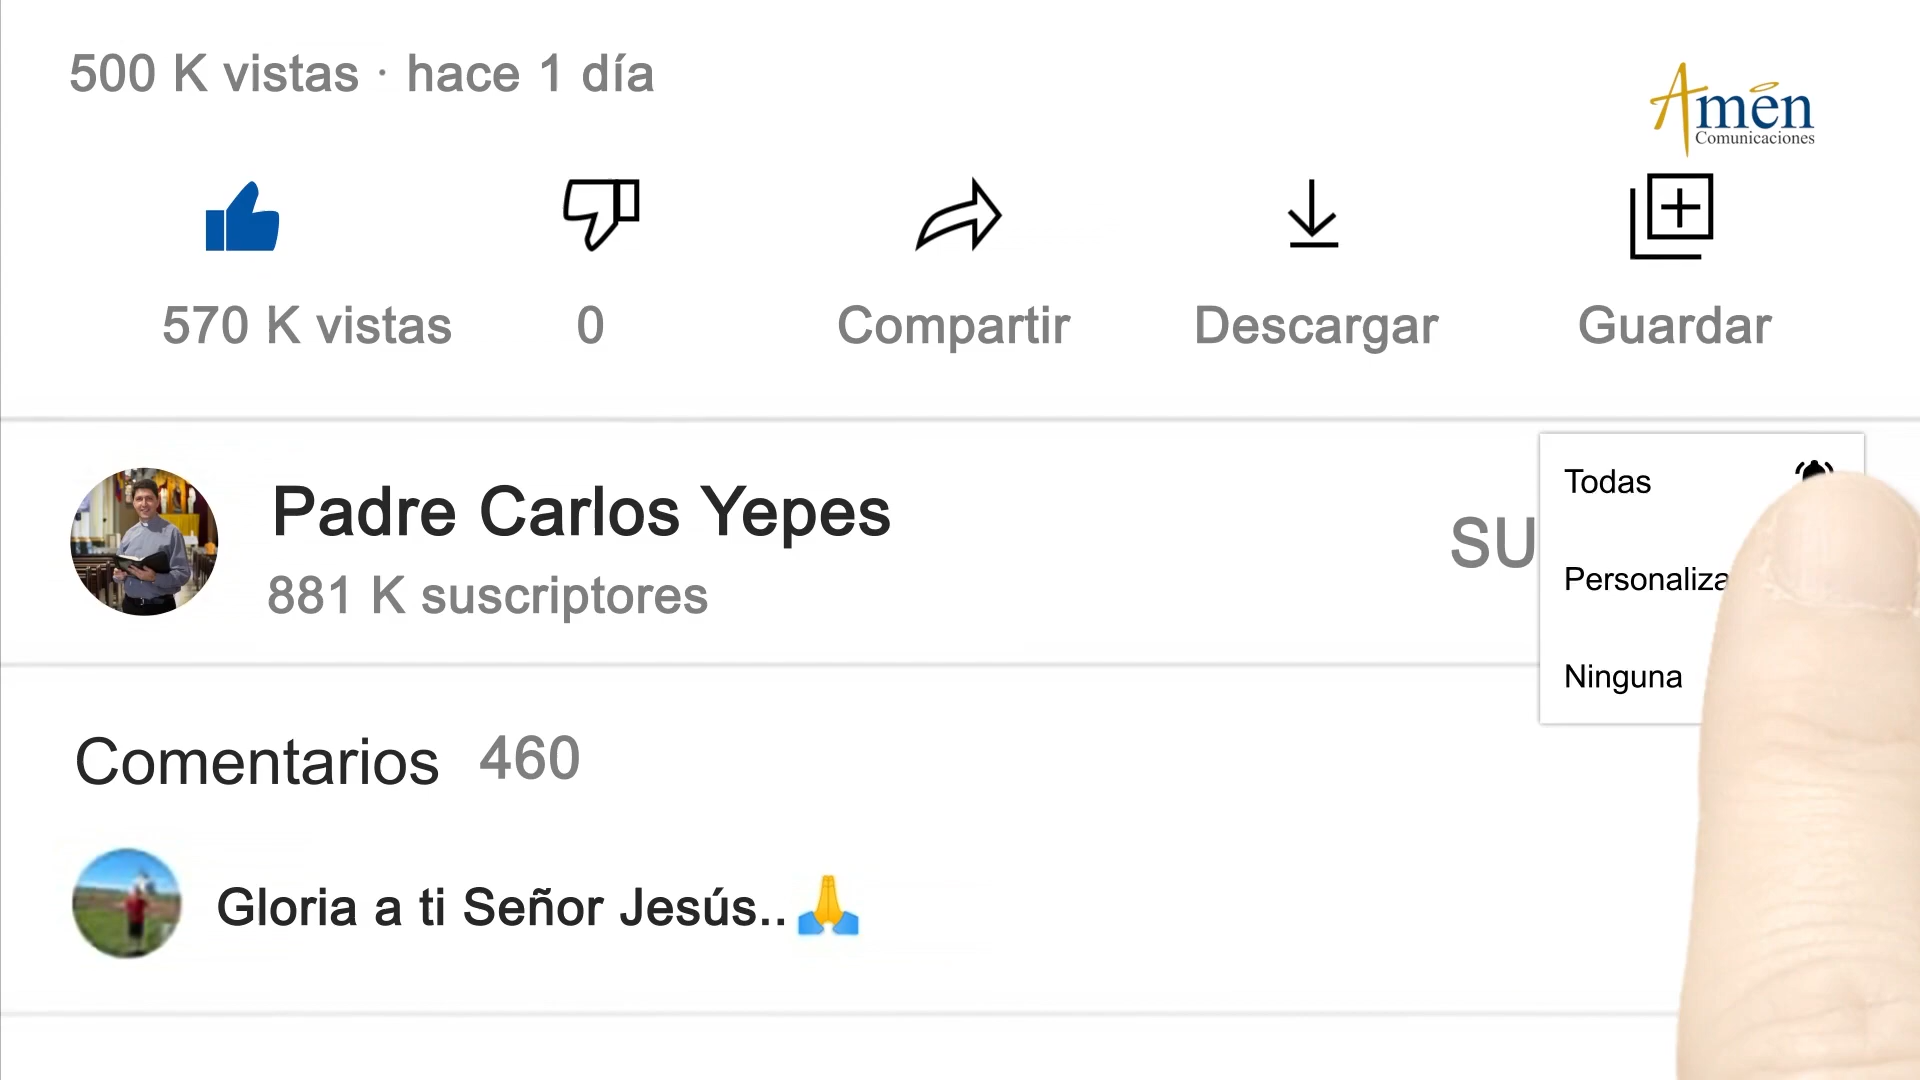 500 K vistas · hace 1 día
Amén
Comunicaciones
570 K vistas
0
Compartir
Descargar
Guardar
Padre Carlos Yepes
881 K suscriptores
SU
Todas
Personaliza
Ninguna
Comentarios 460
Gloria a ti Señor Jesús..🙏